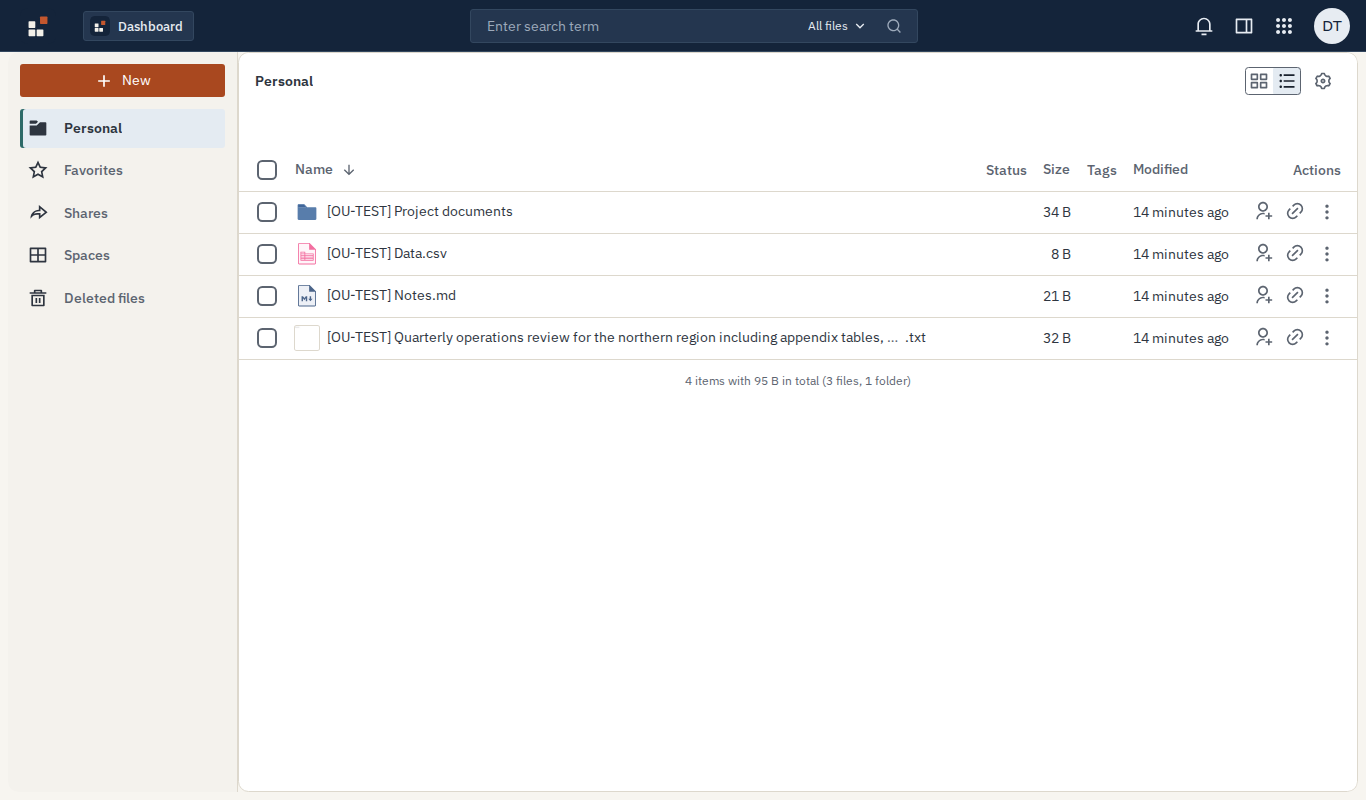 Dashboard
Enter search term
All files
DT
New
Personal
Favorites
Shares
Spaces
Deleted files
Personal
Name Status Size Tags Modified Actions
[OU-TEST] Project documents 34 B 14 minutes ago
[OU-TEST] Data.csv 8 B 14 minutes ago
[OU-TEST] Notes.md 21 B 14 minutes ago
[OU-TEST] Quarterly operations review for the northern region including appendix tables, ... .txt 32 B 14 minutes ago
4 items with 95 B in total (3 files, 1 folder)